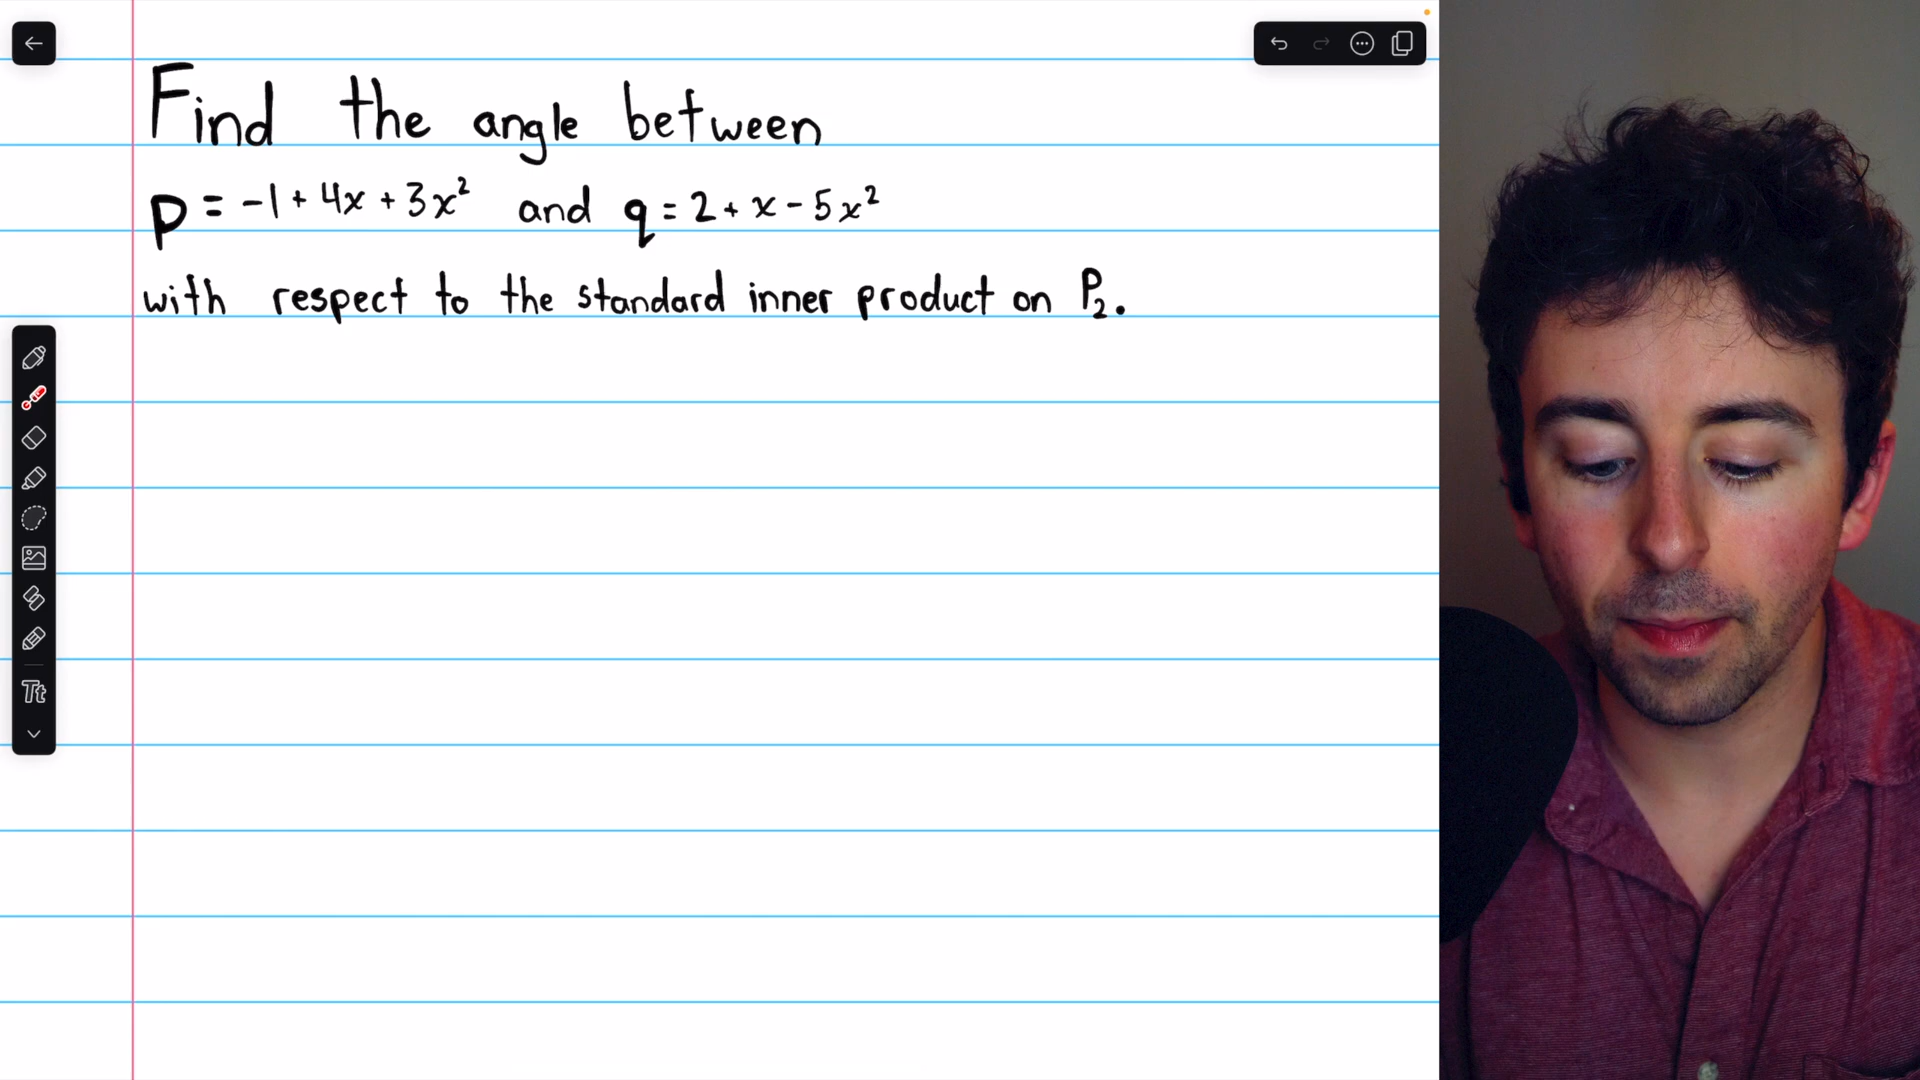 Find the angle between
p = -1 + 4x + 3x² and q = 2 + x - 5x²
with respect to the standard inner product on P₂.
Tt